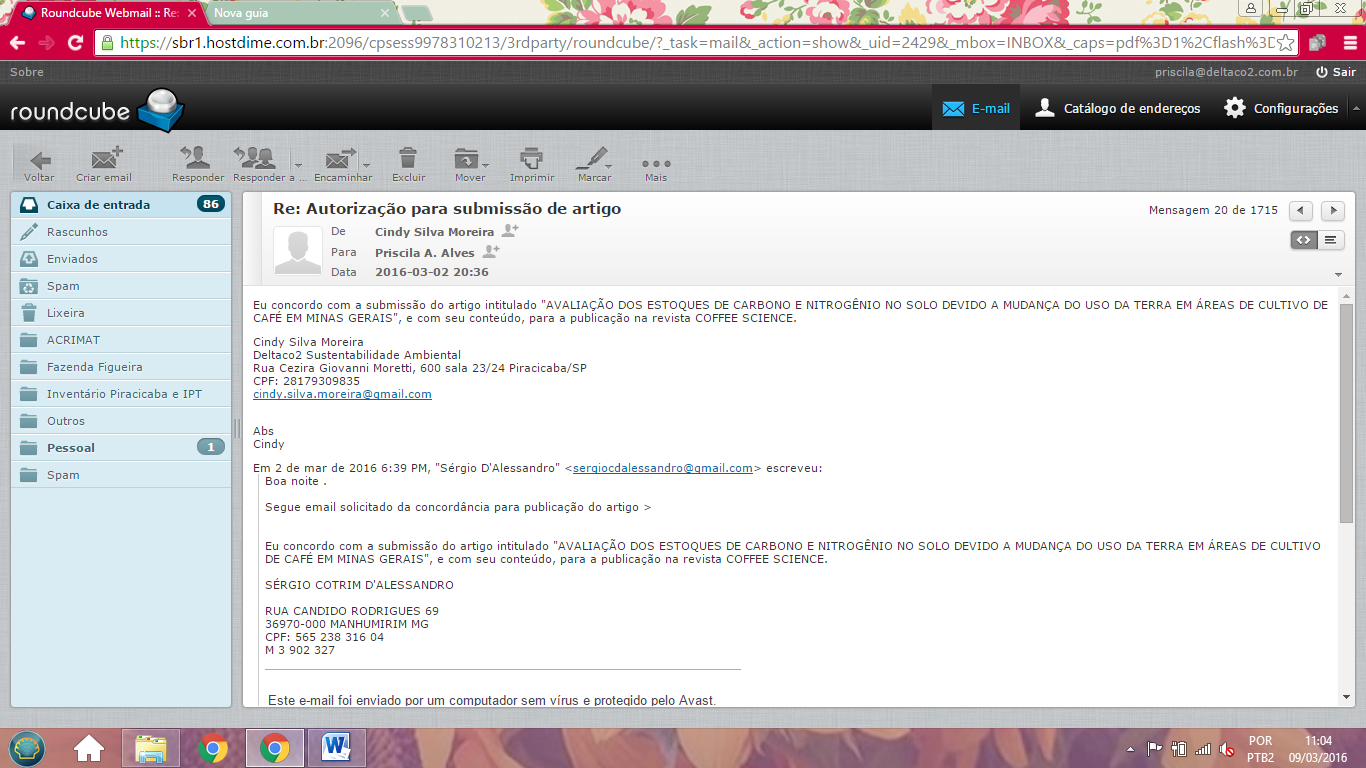 Roundcube Webmail :: Re:
Nova guia
https://sbr1.hostdime.com.br:2096/cpsess9978310213/3rdparty/roundcube/?_task=mail&_action=show&_uid=2429&_mbox=INBOX&_caps=pdf%3D1%2Cflash%3D
Sobre
priscila@deltaco2.com.br Sair
roundcube
E-mail Catálogo de endereços Configurações
Voltar Criar email Responder Responder a ... Encaminhar Excluir Mover Imprimir Marcar Mais
Caixa de entrada 86
Rascunhos
Enviados
Spam
Lixeira
ACRIMAT
Fazenda Figueira
Inventário Piracicaba e IPT
Outros
Pessoal 1
Spam
Re: Autorização para submissão de artigo
Mensagem 20 de 1715
De Cindy Silva Moreira
Para Priscila A. Alves
Data 2016-03-02 20:36
Eu concordo com a submissão do artigo intitulado "AVALIAÇÃO DOS ESTOQUES DE CARBONO E NITROGÊNIO NO SOLO DEVIDO A MUDANÇA DO USO DA TERRA EM ÁREAS DE CULTIVO DE
CAFÉ EM MINAS GERAIS", e com seu conteúdo, para a publicação na revista COFFEE SCIENCE.
Cindy Silva Moreira
Deltaco2 Sustentabilidade Ambiental
Rua Cezira Giovanni Moretti, 600 sala 23/24 Piracicaba/SP
CPF: 28179309835
cindy.silva.moreira@gmail.com
Abs
Cindy
Em 2 de mar de 2016 6:39 PM, "Sérgio D'Alessandro" <sergiocdalessandro@gmail.com> escreveu:
Boa noite .
Segue email solicitado da concordância para publicação do artigo >
Eu concordo com a submissão do artigo intitulado "AVALIAÇÃO DOS ESTOQUES DE CARBONO E NITROGÊNIO NO SOLO DEVIDO A MUDANÇA DO USO DA TERRA EM ÁREAS DE CULTIVO
DE CAFÉ EM MINAS GERAIS", e com seu conteúdo, para a publicação na revista COFFEE SCIENCE.
SÉRGIO COTRIM D'ALESSANDRO
RUA CANDIDO RODRIGUES 69
36970-000 MANHUMIRIM MG
CPF: 565 238 316 04
M 3 902 327
Este e-mail foi enviado por um computador sem vírus e protegido pelo Avast.
POR 11:04
PTB2 09/03/2016